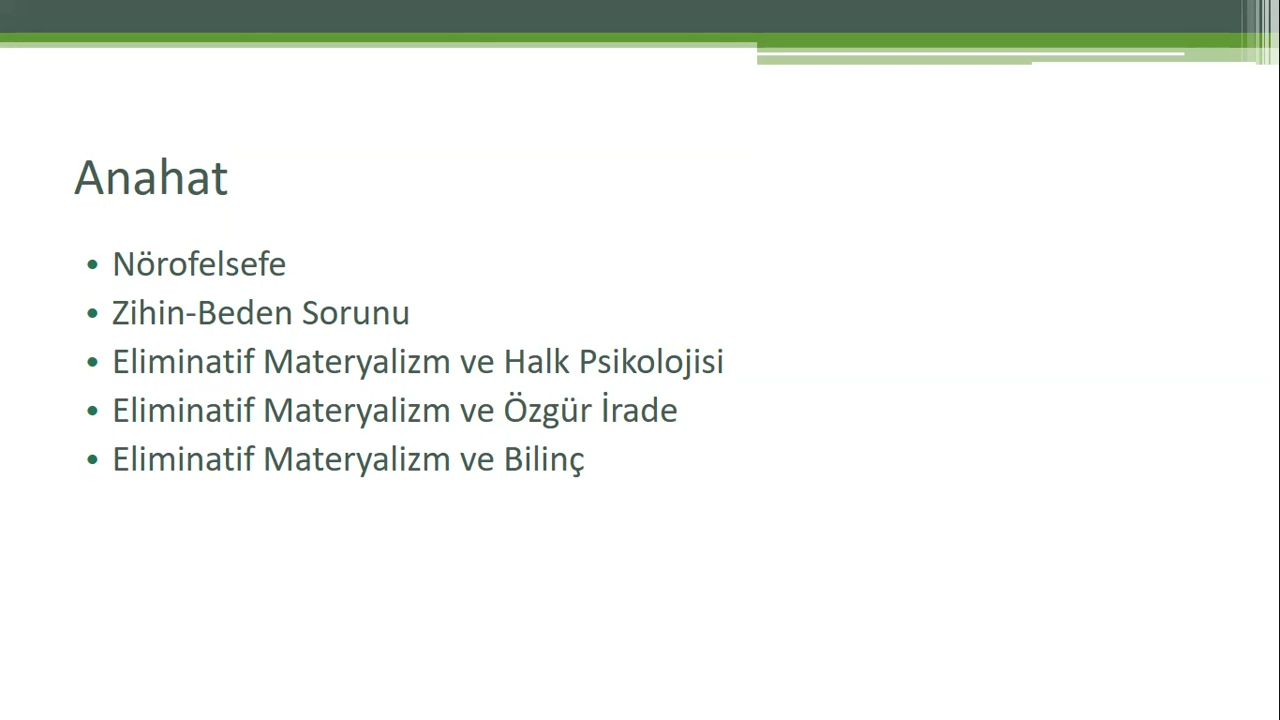 Anahat
• Nörofelsefe
• Zihin-Beden Sorunu
• Eliminatif Materyalizm ve Halk Psikolojisi
• Eliminatif Materyalizm ve Özgür İrade
• Eliminatif Materyalizm ve Bilinç